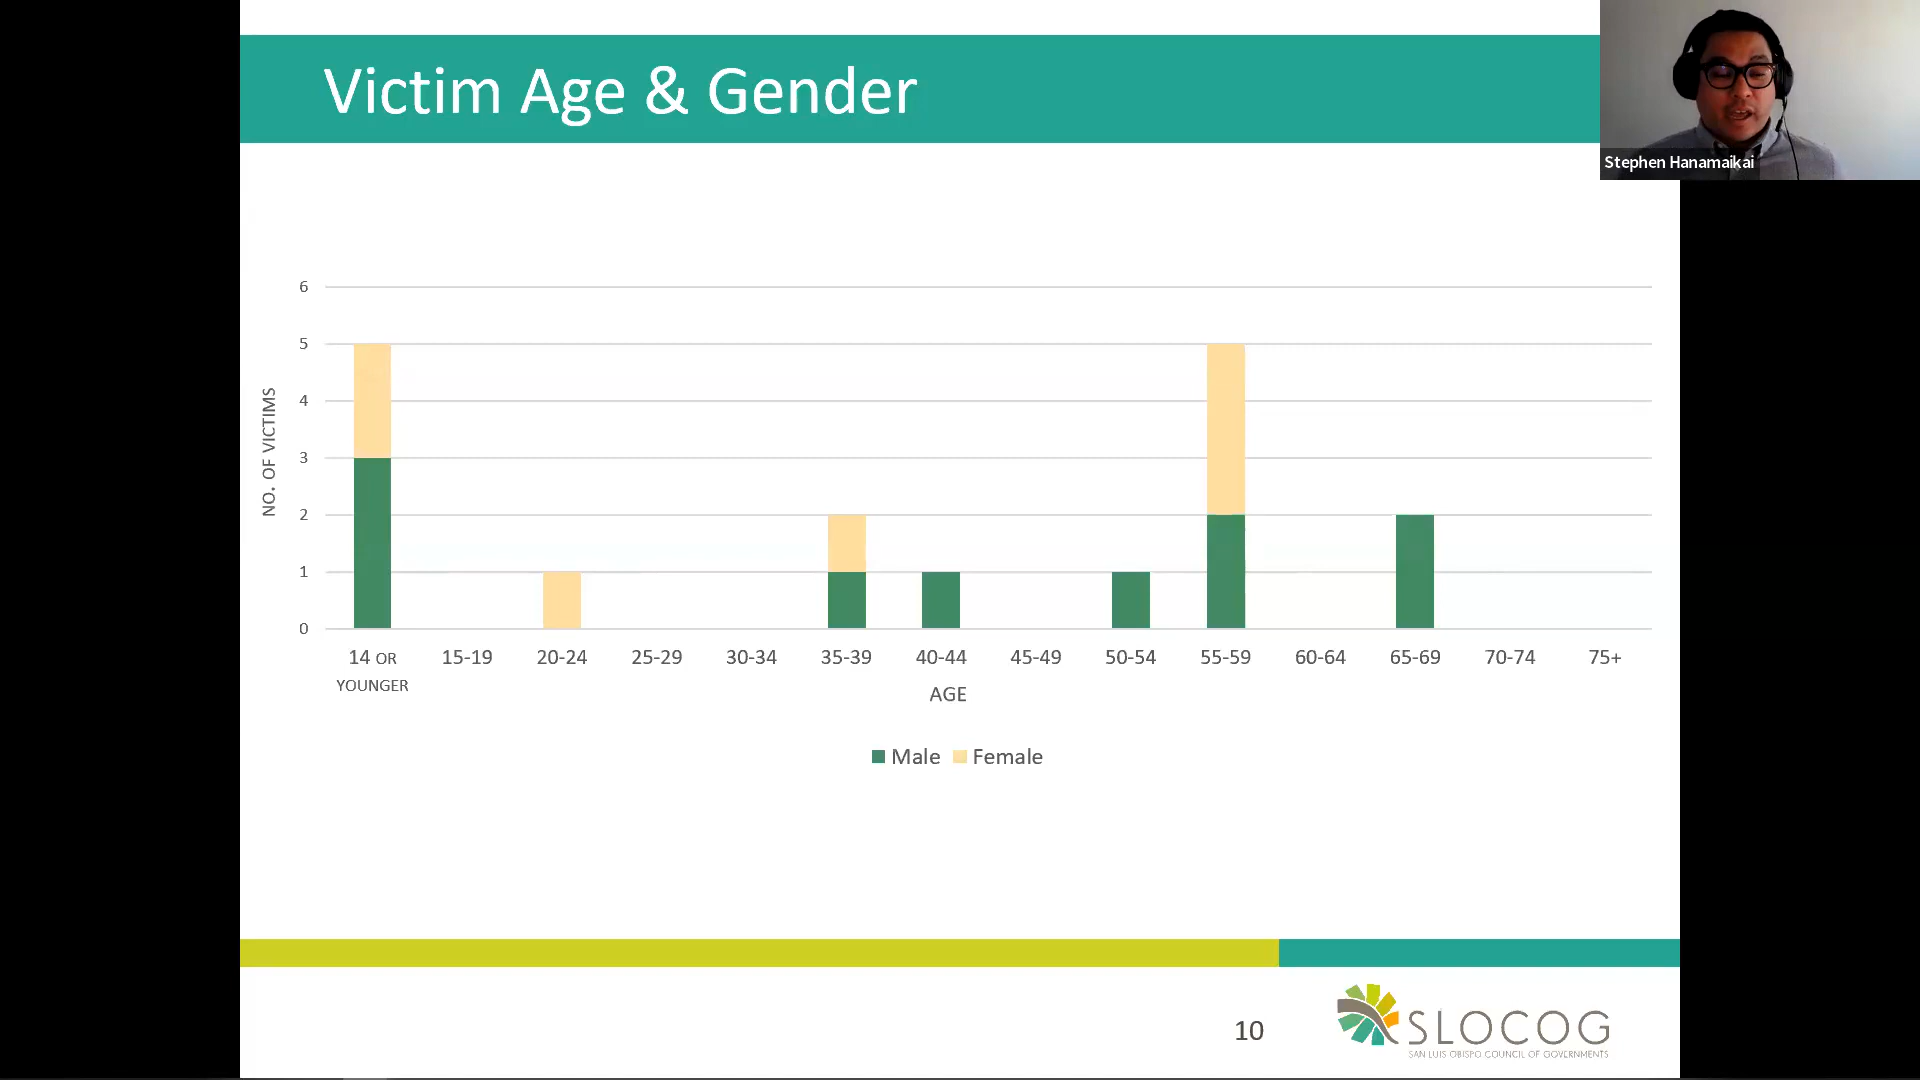 Victim Age & Gender
Stephen Hanamaikai
6
5
4
3
2
1
0
NO. OF VICTIMS
14 OR YOUNGER
15-19
20-24
25-29
30-34
35-39
40-44
45-49
50-54
55-59
60-64
65-69
70-74
75+
AGE
Male
Female
10
SLOCOG
SAN LUIS OBISPO COUNCIL OF GOVERNMENTS